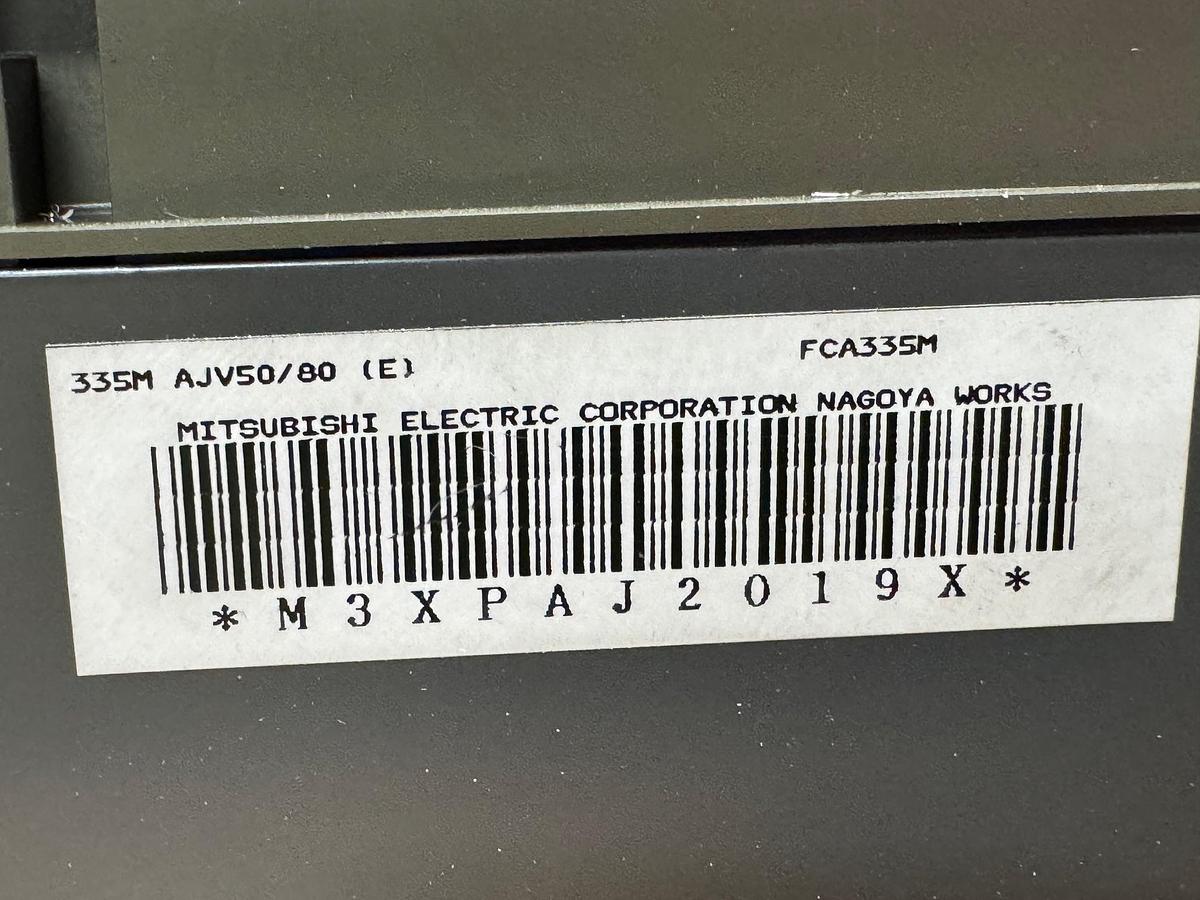 335M AJV50/80 (E)
FCA335M
MITSUBISHI ELECTRIC CORPORATION NAGOYA WORKS
*M3XPAJ2019X*